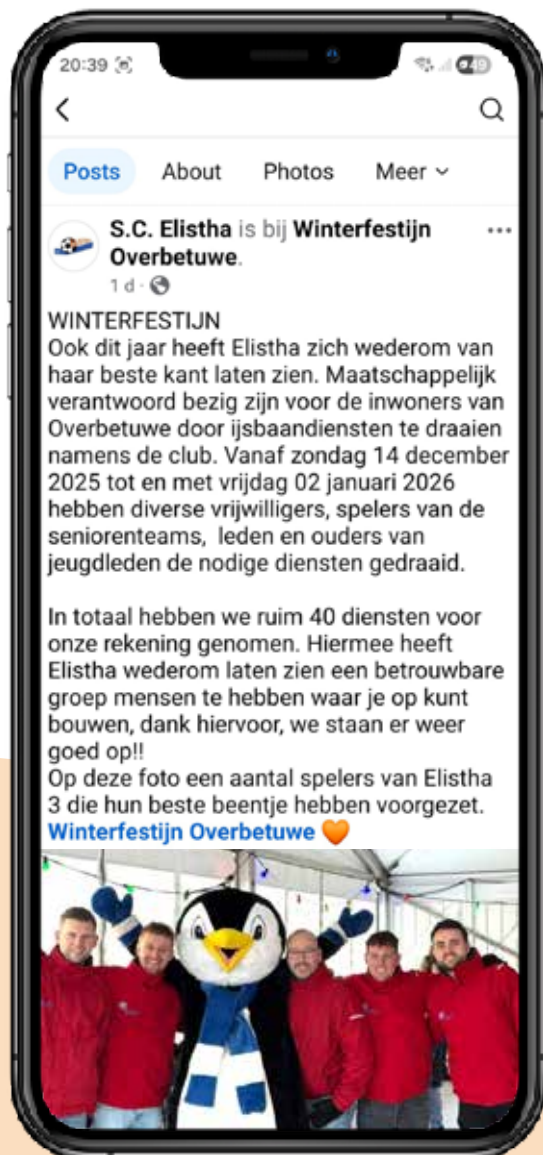 20:39
49
Posts About Photos Meer
S.C. Elistha is bij Winterfestijn
Overbetuwe.
1 d ·
WINTERFESTIJN
Ook dit jaar heeft Elistha zich wederom van
haar beste kant laten zien. Maatschappelijk
verantwoord bezig zijn voor de inwoners van
Overbetuwe door ijsbaandiensten te draaien
namens de club. Vanaf zondag 14 december
2025 tot en met vrijdag 02 januari 2026
hebben diverse vrijwilligers, spelers van de
seniorenteams, leden en ouders van
jeugdleden de nodige diensten gedraaid.
In totaal hebben we ruim 40 diensten voor
onze rekening genomen. Hiermee heeft
Elistha wederom laten zien een betrouwbare
groep mensen te hebben waar je op kunt
bouwen, dank hiervoor, we staan er weer
goed op!!
Op deze foto een aantal spelers van Elistha
3 die hun beste beentje hebben voorgezet.
Winterfestijn Overbetuwe 🧡